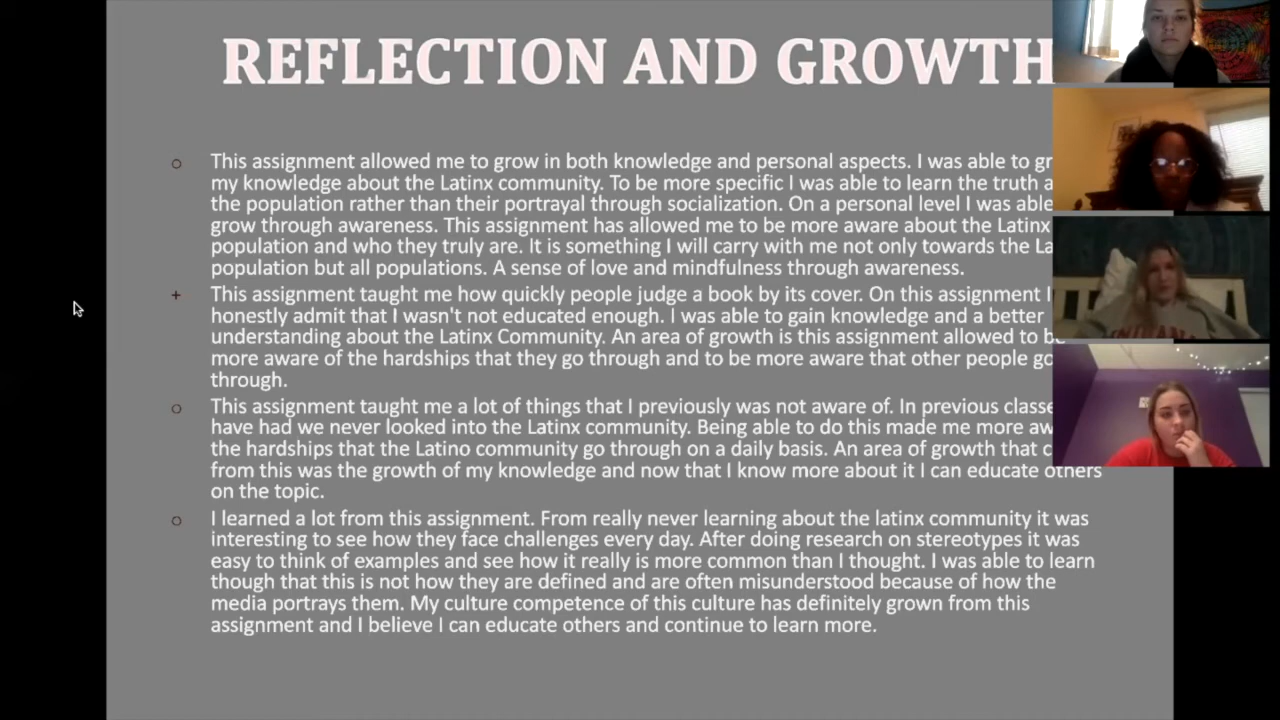 REFLECTION AND GROWTH
This assignment allowed me to grow in both knowledge and personal aspects. I was able to
my knowledge about the Latinx community. To be more specific I was able to learn the truth
the population rather than their portrayal through socialization. On a personal level I was able
grow through awareness. This assignment has allowed me to be more aware about the Latinx
population and who they truly are. It is something I will carry with me not only towards the
population but all populations. A sense of love and mindfulness through awareness.
This assignment taught me how quickly people judge a book by its cover. On this assignment I
honestly admit that I wasn't not educated enough. I was able to gain knowledge and a better
understanding about the Latinx Community. An area of growth is this assignment allowed to
more aware of the hardships that they go through and to be more aware that other people go
through.
This assignment taught me a lot of things that I previously was not aware of. In previous
have had we never looked into the Latinx community. Being able to do this made me more
the hardships that the Latino community go through on a daily basis. An area of growth that
from this was the growth of my knowledge and now that I know more about it I can educate others
on the topic.
I learned a lot from this assignment. From really never learning about the latinx community it was
interesting to see how they face challenges every day. After doing research on stereotypes it was
easy to think of examples and see how it really is more common than I thought. I was able to learn
though that this is not how they are defined and are often misunderstood because of how the
media portrays them. My culture competence of this culture has definitely grown from this
assignment and I believe I can educate others and continue to learn more.